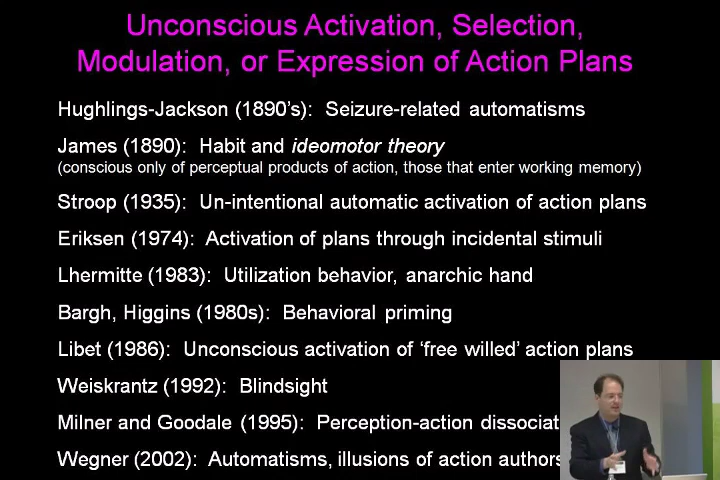 Unconscious Activation, Selection,
Modulation, or Expression of Action Plans
Hughlings-Jackson (1890's): Seizure-related automatisms
James (1890): Habit and ideomotor theory
(conscious only of perceptual products of action, those that enter working memory)
Stroop (1935): Un-intentional automatic activation of action plans
Eriksen (1974): Activation of plans through incidental stimuli
Lhermitte (1983): Utilization behavior, anarchic hand
Bargh, Higgins (1980s): Behavioral priming
Libet (1986): Unconscious activation of 'free willed' action plans
Weiskrantz (1992): Blindsight
Milner and Goodale (1995): Perception-action dissociat
Wegner (2002): Automatisms, illusions of action authors